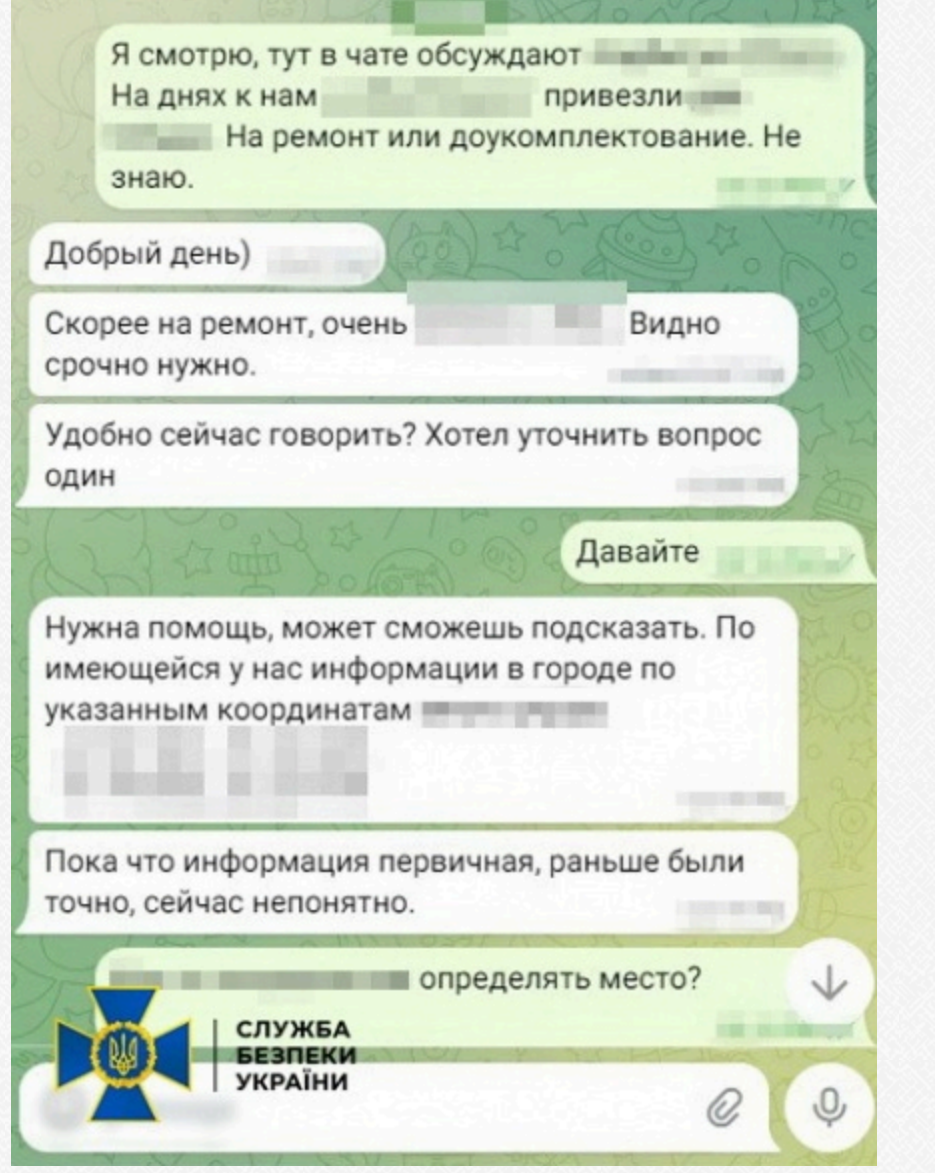 Я смотрю, тут в чате обсуждают
На днях к нам привезли
На ремонт или доукомплектование. Не
знаю.
Добрый день)
Скорее на ремонт, очень Видно
срочно нужно.
Удобно сейчас говорить? Хотел уточнить вопрос
один
Давайте
Нужна помощь, может сможешь подсказать. По
имеющейся у нас информации в городе по
указанным координатам
Пока что информация первичная, раньше были
точно, сейчас непонятно.
определять место?
СЛУЖБА
БЕЗПЕКИ
УКРАЇНИ